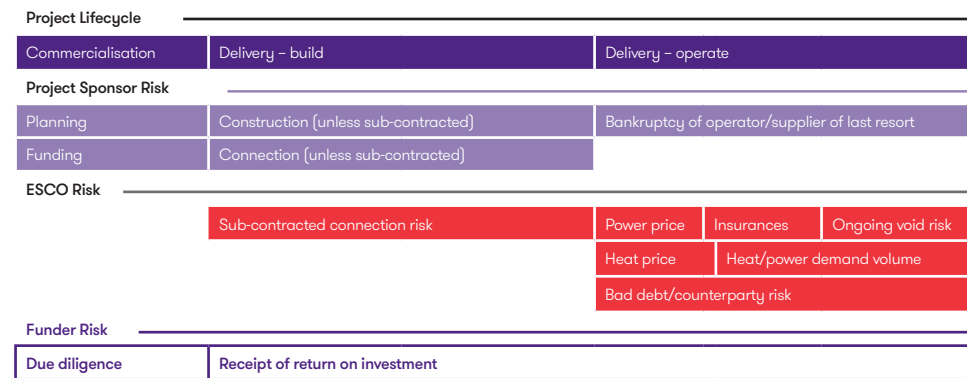 Project Lifecycle
Commercialisation Delivery – build Delivery – operate
Project Sponsor Risk
Planning Construction (unless sub-contracted) Bankruptcy of operator/supplier of last resort
Funding Connection (unless sub-contracted)
ESCO Risk
Sub-contracted connection risk Power price Insurances Ongoing void risk
Heat price Heat/power demand volume
Bad debt/counterparty risk
Funder Risk
Due diligence Receipt of return on investment